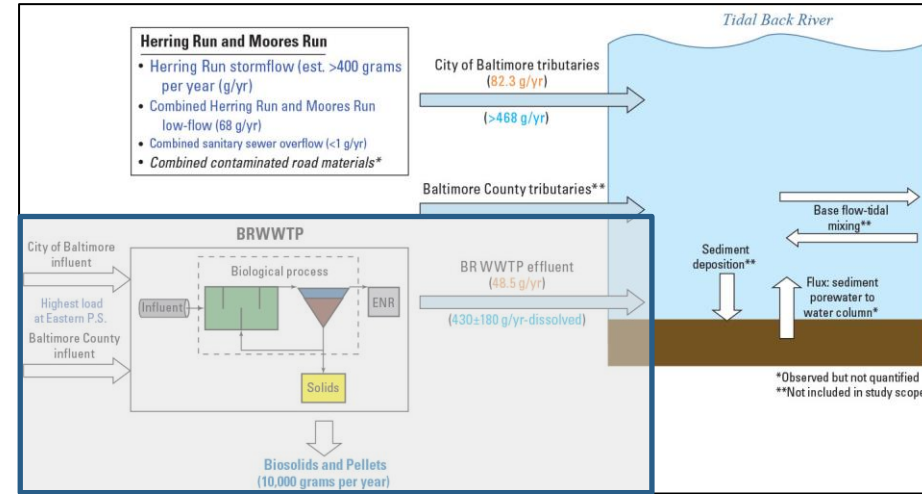 Tidal Back River
Herring Run and Moores Run
• Herring Run stormflow (est. >400 grams
per year (g/yr)
• Combined Herring Run and Moores Run
low-flow (68 g/yr)
• Combined sanitary sewer overflow (<1 g/yr)
• Combined contaminated road materials*
City of Baltimore
tributaries
(82.3 g/yr)
(>468 g/yr)
Baltimore County tributaries**
BRWWTP
City of Baltimore
influent
Highest load
at Eastern P.S.
Baltimore County
influent
Biological process
Influent
ENR
Solids
Biosolids and Pellets
(10,000 grams per year)
BR WWTP effluent
(48.5 g/yr)
(430±180 g/yr-dissolved)
Base flow-tidal
mixing**
Sediment
deposition**
Flux: sediment
porewater to
water column*
*Observed but not quantified
**Not included in study scope